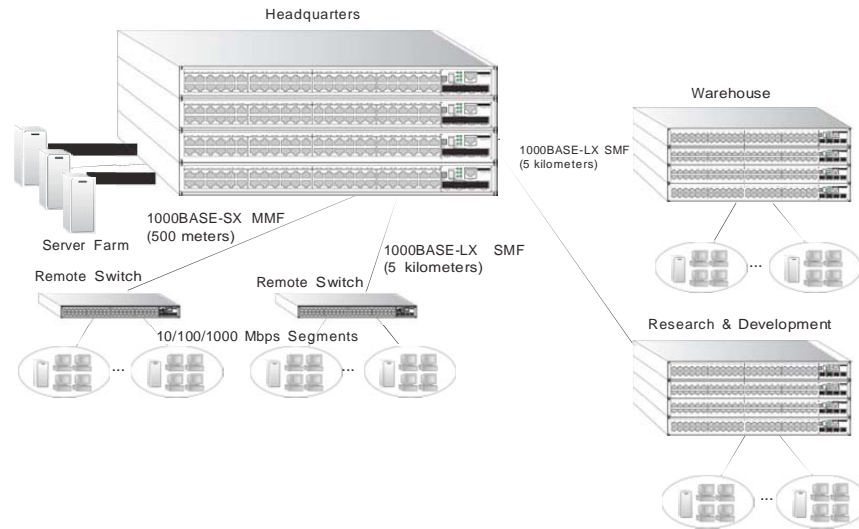 Headquarters
Warehouse
1000BASE-LX SMF
(5 kilometers)
1000BASE-SX MMF
(500 meters)
Server Farm
1000BASE-LX SMF
(5 kilometers)
Remote Switch
Remote Switch
...
...
10/100/1000 Mbps Segments
Research & Development
...
...
...